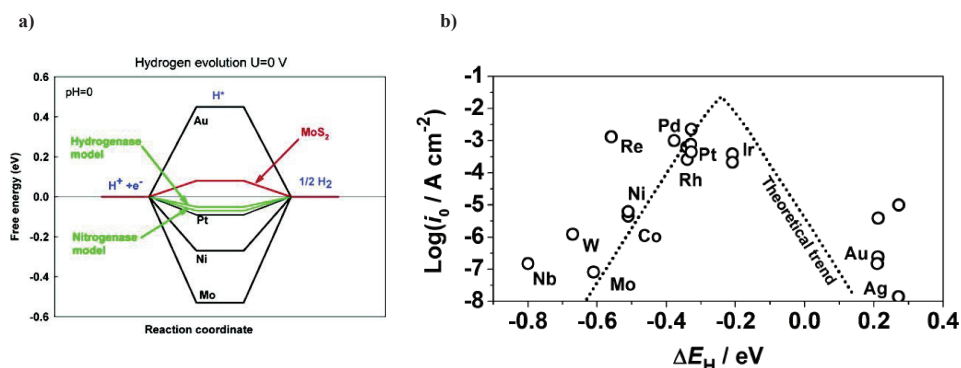 a)
Hydrogen evolution U=0 V
Free energy (eV)
0.6
0.4
0.2
0.0
-0.2
-0.4
-0.6
pH=0
H*
Au
MoS2
Hydrogenase
model
H+ +e-
1/2 H2
Pt
Nitrogenase
model
Ni
Mo
Reaction coordinate
b)
Log(i0 / A cm-2)
-1
-2
-3
-4
-5
-6
-7
-8
Pd
Re
Pt
Ir
Rh
Ni
Co
W
Nb
Mo
Theoretical trend
Au
Ag
-0.8
-0.6
-0.4
-0.2
0.0
0.2
0.4
ΔEH / eV